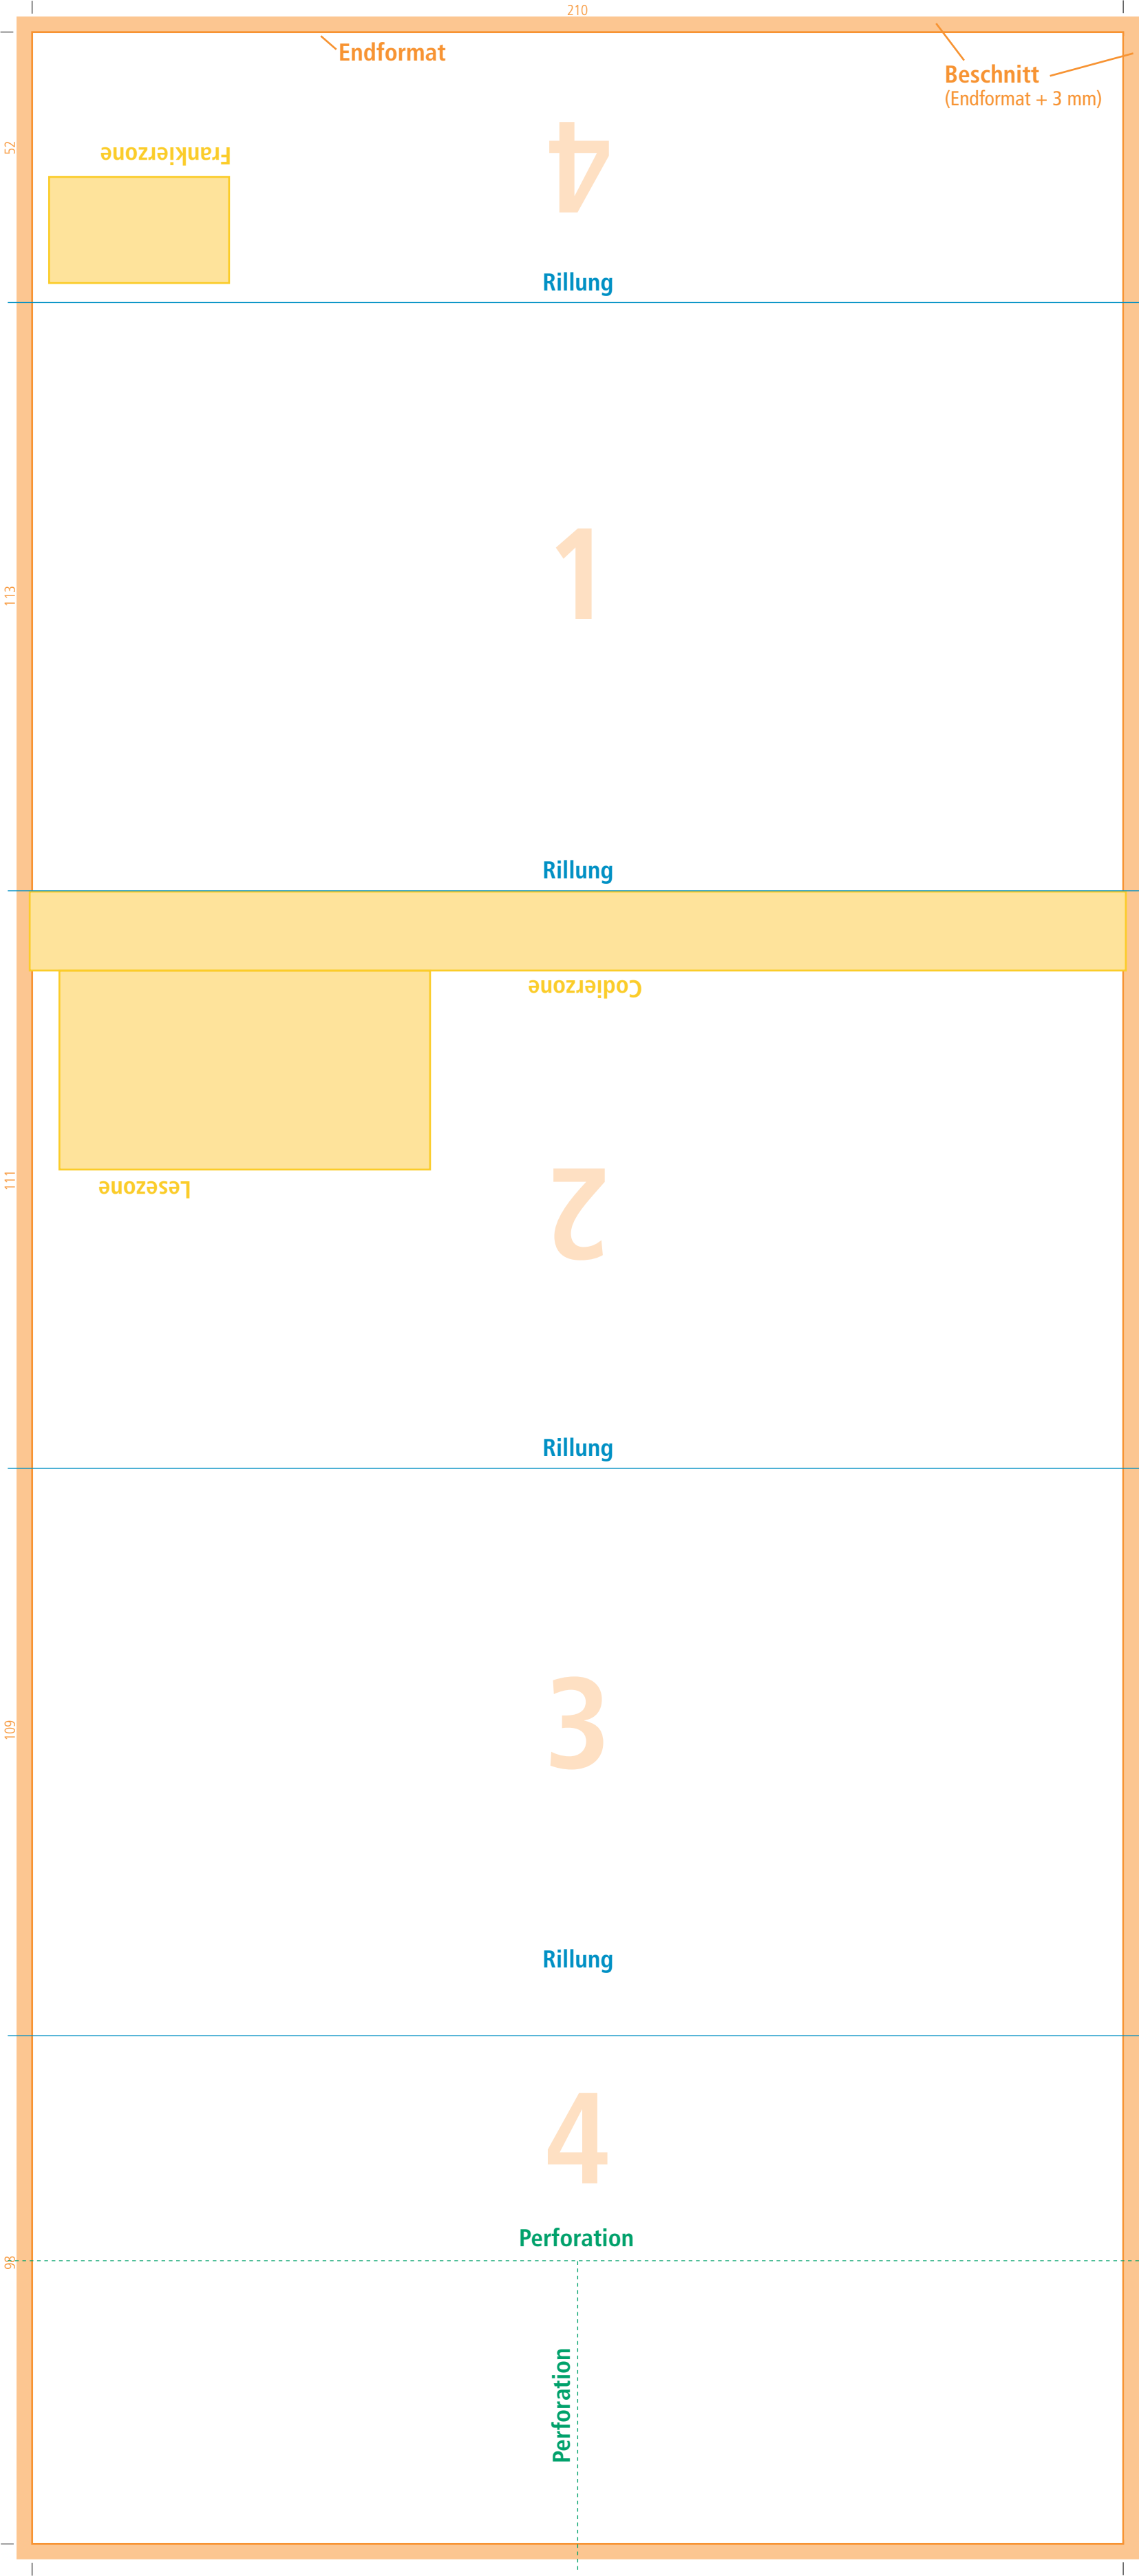 210
Endformat
Beschnitt
(Endformat + 3 mm)
52
Frankierzone
4
Rillung
113
1
Rillung
Codierzone
111
Lesezone
2
Rillung
109
3
Rillung
4
Perforation
98
Perforation